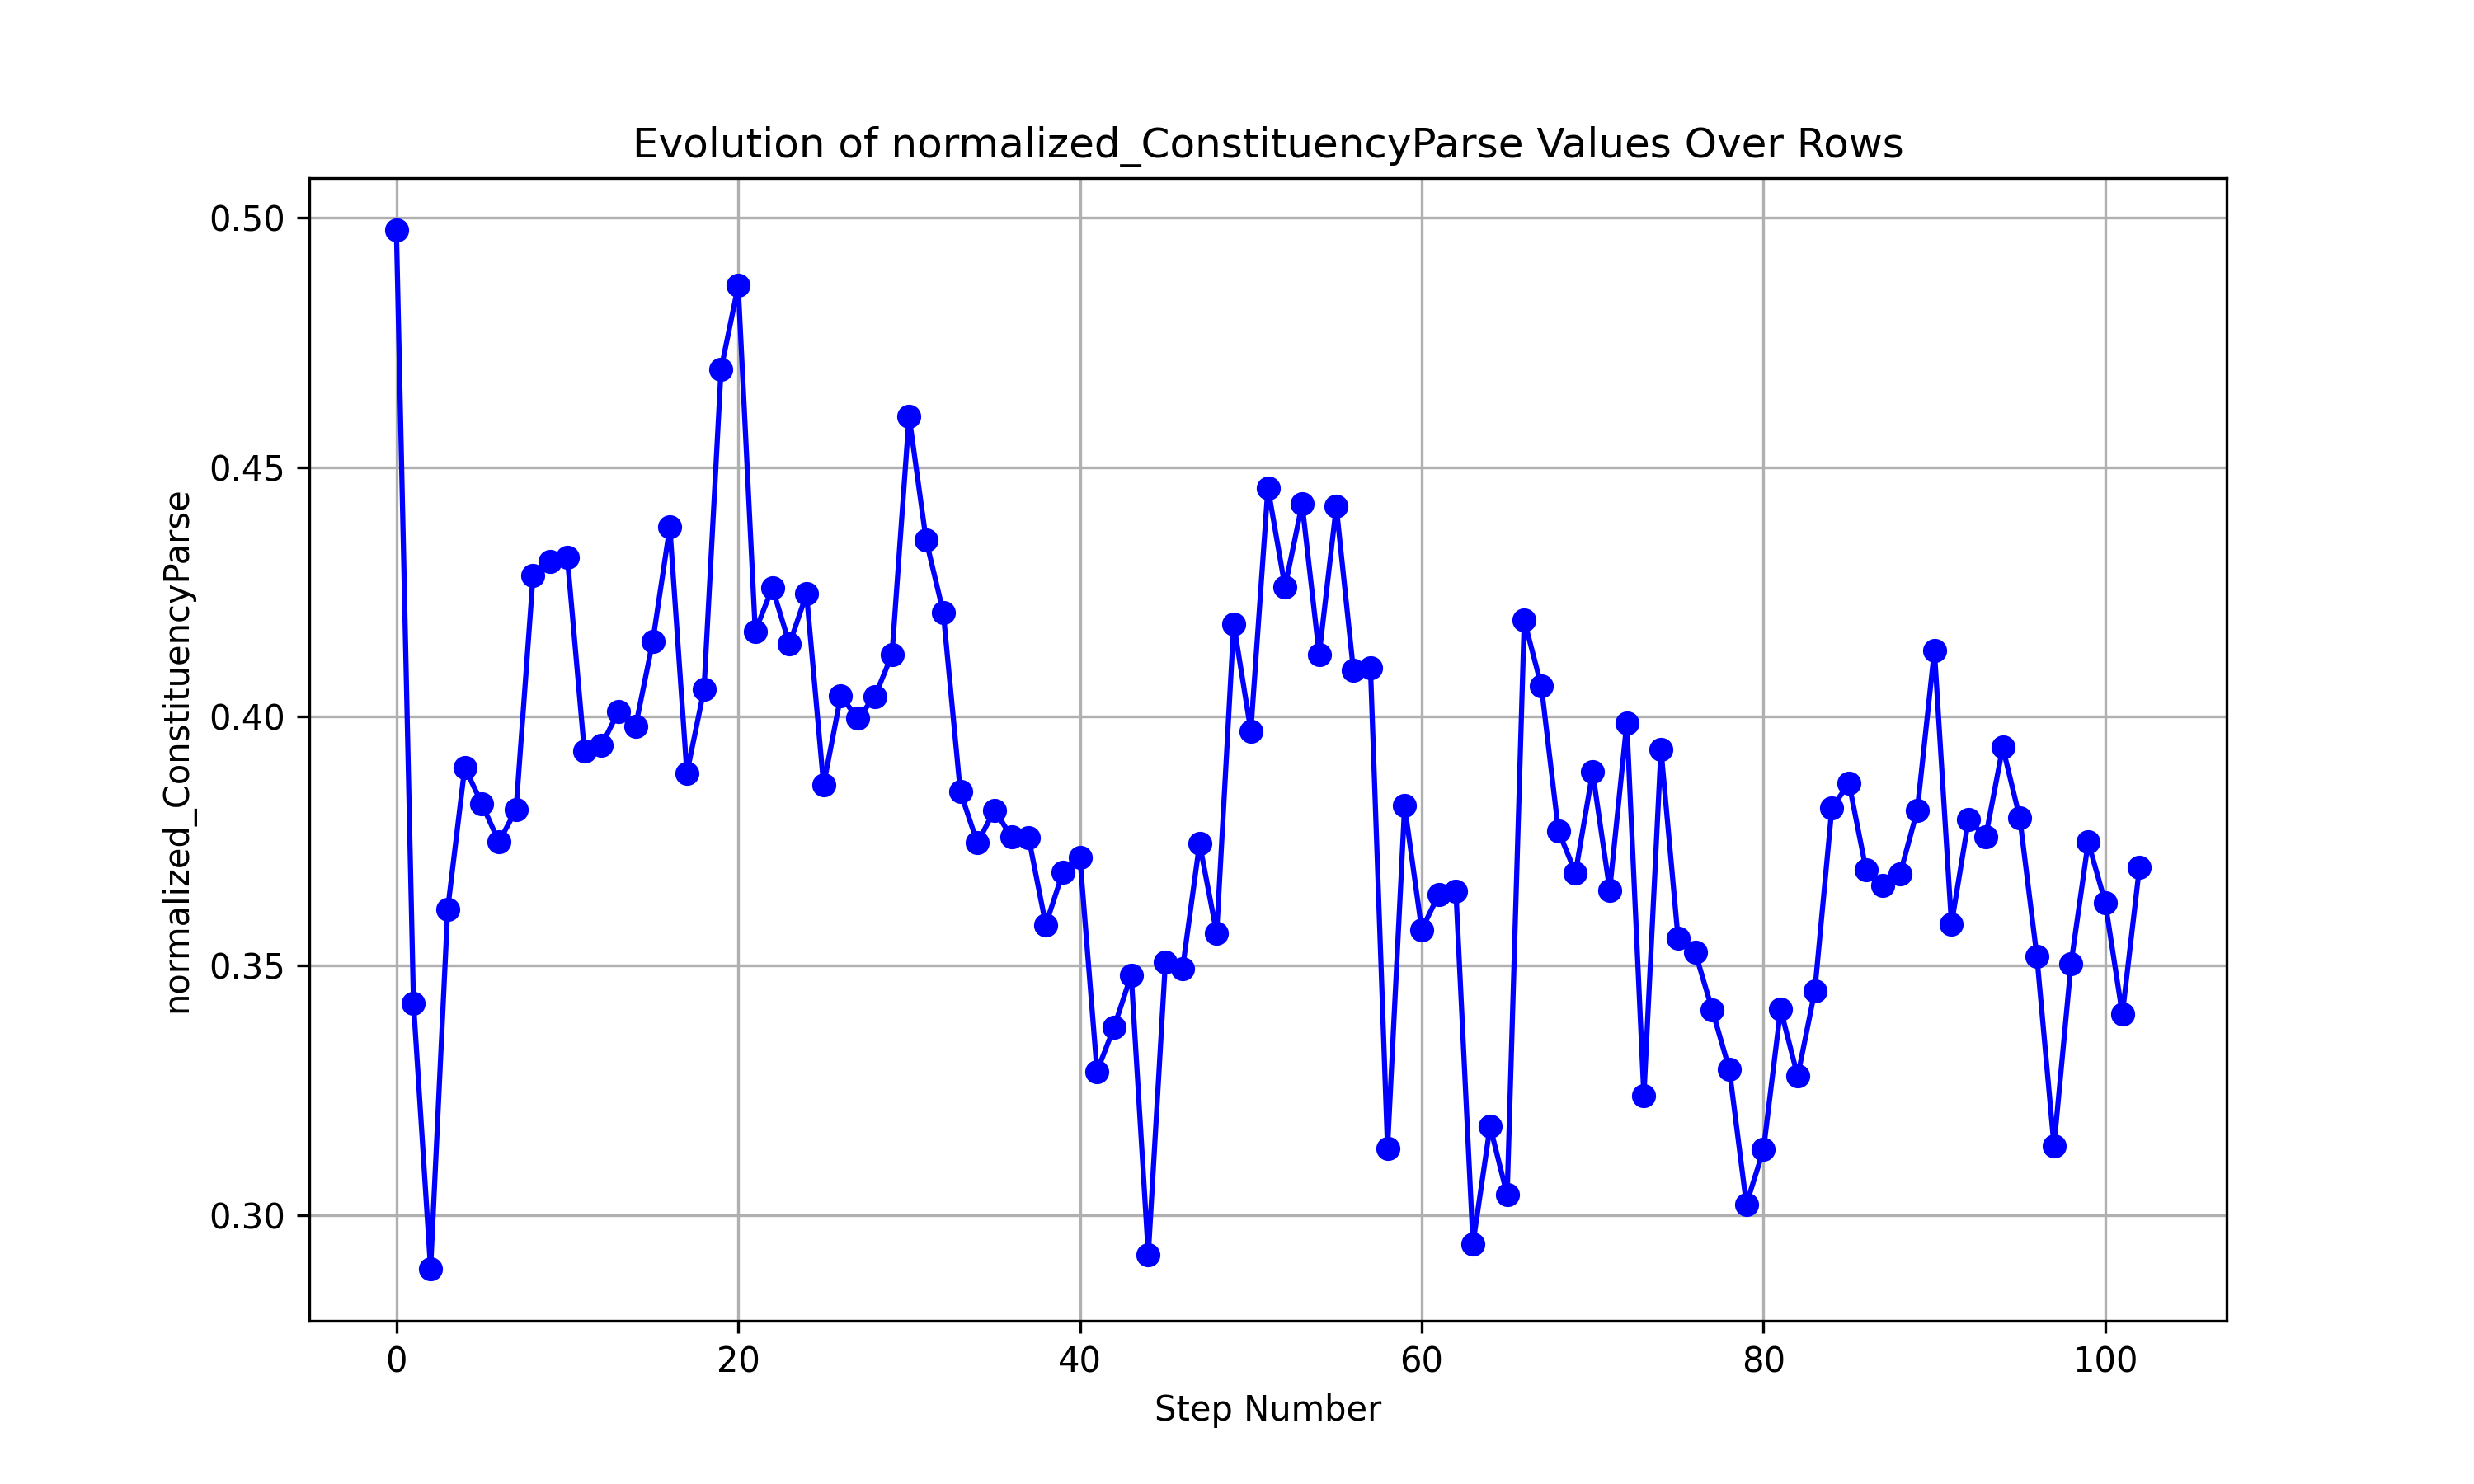 Evolution of normalized_ConstituencyParse Values Over Rows
normalized_ConstituencyParse
0.50
0.45
0.40
0.35
0.30
0 20 40 60 80 100
Step Number